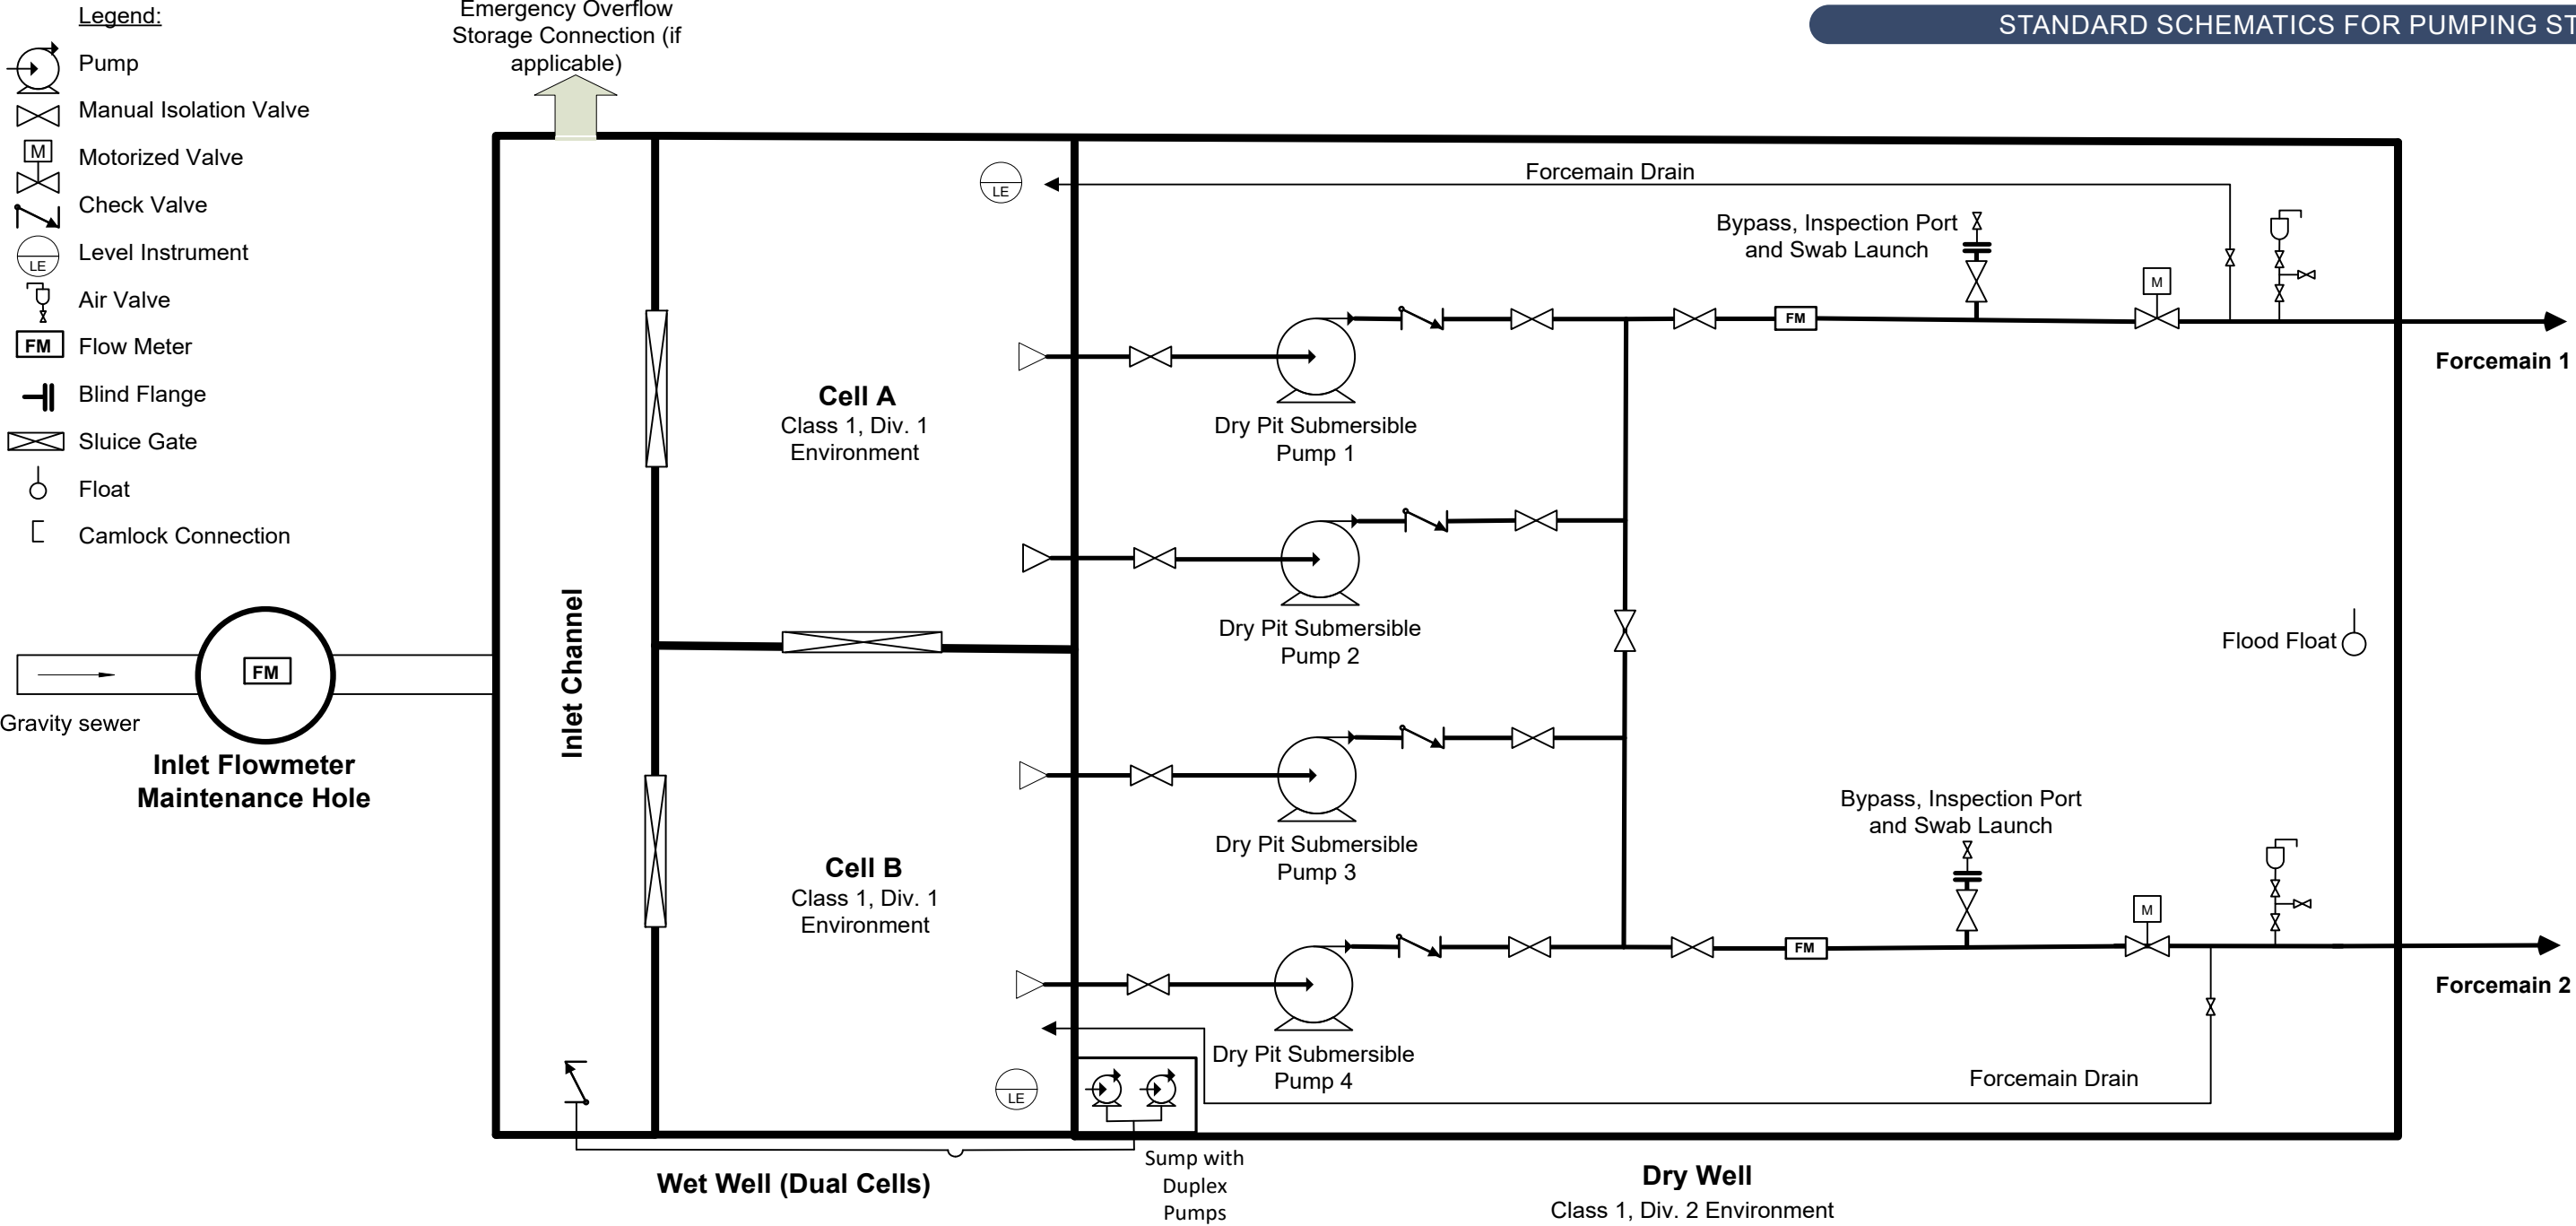 Legend:
Pump
Manual Isolation Valve
M
Motorized Valve
Check Valve
LE
Level Instrument
Air Valve
FM
Flow Meter
Blind Flange
Sluice Gate
Float
Camlock Connection
Emergency Overflow
Storage Connection (if
applicable)
STANDARD SCHEMATICS FOR PUMPING ST
LE
Forcemain Drain
Bypass, Inspection Port
and Swab Launch
M
FM
Forcemain 1
Cell A
Class 1, Div. 1
Environment
Dry Pit Submersible
Pump 1
Dry Pit Submersible
Pump 2
Flood Float
Inlet Channel
FM
Gravity sewer
Inlet Flowmeter
Maintenance Hole
Dry Pit Submersible
Pump 3
Bypass, Inspection Port
and Swab Launch
Cell B
Class 1, Div. 1
Environment
M
FM
Forcemain 2
Dry Pit Submersible
Pump 4
LE
Forcemain Drain
Sump with
Duplex
Pumps
Wet Well (Dual Cells)
Dry Well
Class 1, Div. 2 Environment